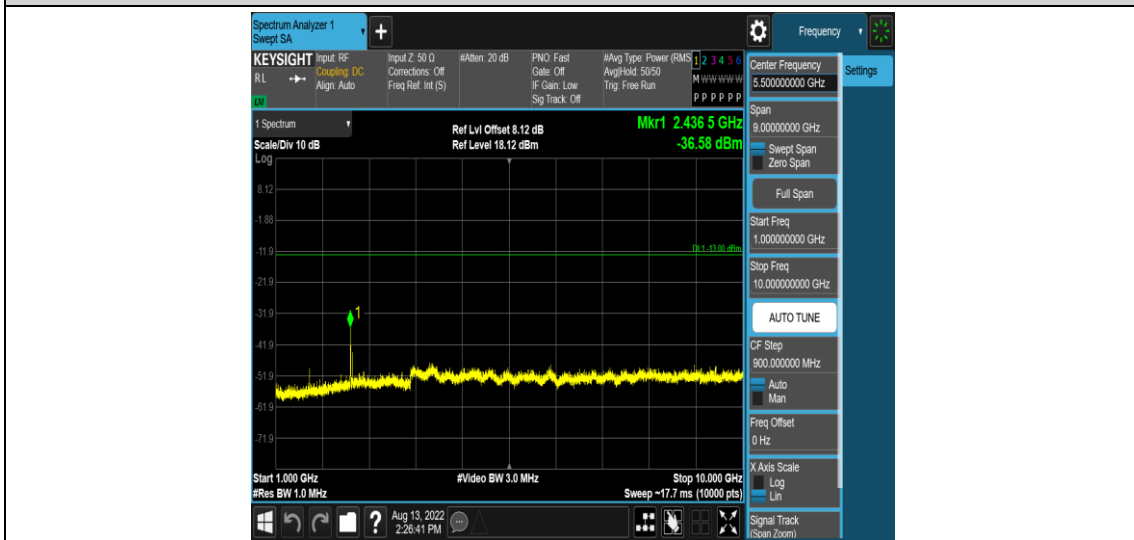 Spectrum Analyzer 1
Swept SA
+
Frequency
KEYSIGHT
RL
LM
Input: RF
Coupling: DC
Align: Auto
Input Z: 50 Ω
Corrections: Off
Freq Ref: Int (S)
#Atten: 20 dB
PNO: Fast
Gate: Off
IF Gain: Low
Sig Track: Off
#Avg Type: Power (RMS
Avg|Hold: 50/50
Trig: Free Run
1 2 3 4 5 6
M W W W W W
P P P P P P
1 Spectrum
Scale/Div 10 dB
Log
Ref Lvl Offset 8.12 dB
Ref Level 18.12 dBm
Mkr1 2.436 5 GHz
-36.58 dBm
8.12
-1.88
-11.9
DL1 -13.00 dBm
-21.9
-31.9
1
-41.9
-51.9
-61.9
-71.9
Start 1.000 GHz
#Video BW 3.0 MHz
Stop 10.000 GHz
#Res BW 1.0 MHz
Sweep ~17.7 ms (10000 pts)
?
Aug 13, 2022
2:26:41 PM
Center Frequency
5.500000000 GHz
Settings
Span
9.00000000 GHz
Swept Span
Zero Span
Full Span
Start Freq
1.000000000 GHz
Stop Freq
10.000000000 GHz
AUTO TUNE
CF Step
900.000000 MHz
Auto
Man
Freq Offset
0 Hz
X Axis Scale
Log
Lin
Signal Track
(Span Zoom)